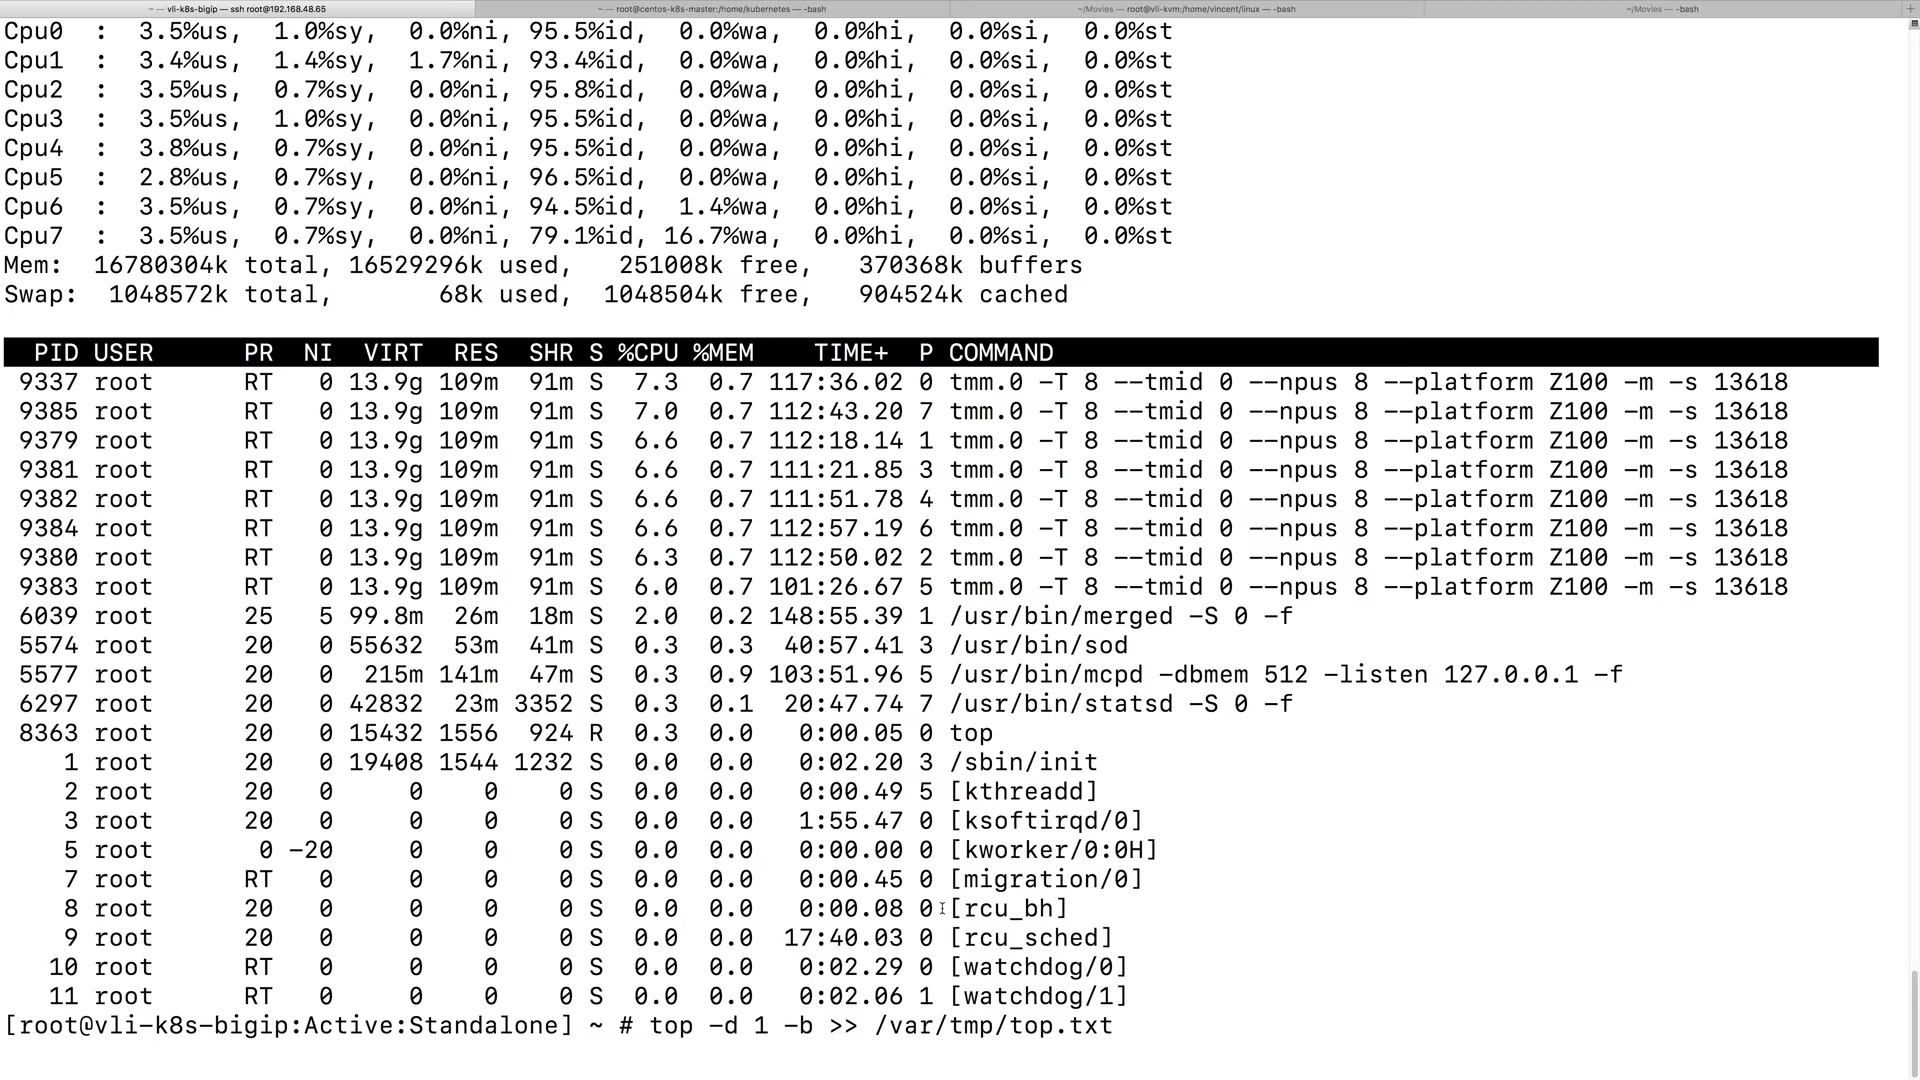 ~ — vli-k8s-bigip — ssh root@192.168.48.65
~ — root@centos-k8s-master:/home/kubernetes — -bash
~/Movies — root@vli-kvm:/home/vincent/linux — -bash
~/Movies — -bash
Cpu0  :  3.5%us,  1.0%sy,  0.0%ni, 95.5%id,  0.0%wa,  0.0%hi,  0.0%si,  0.0%st
Cpu1  :  3.4%us,  1.4%sy,  1.7%ni, 93.4%id,  0.0%wa,  0.0%hi,  0.0%si,  0.0%st
Cpu2  :  3.5%us,  0.7%sy,  0.0%ni, 95.8%id,  0.0%wa,  0.0%hi,  0.0%si,  0.0%st
Cpu3  :  3.5%us,  1.0%sy,  0.0%ni, 95.5%id,  0.0%wa,  0.0%hi,  0.0%si,  0.0%st
Cpu4  :  3.8%us,  0.7%sy,  0.0%ni, 95.5%id,  0.0%wa,  0.0%hi,  0.0%si,  0.0%st
Cpu5  :  2.8%us,  0.7%sy,  0.0%ni, 96.5%id,  0.0%wa,  0.0%hi,  0.0%si,  0.0%st
Cpu6  :  3.5%us,  0.7%sy,  0.0%ni, 94.5%id,  1.4%wa,  0.0%hi,  0.0%si,  0.0%st
Cpu7  :  3.5%us,  0.7%sy,  0.0%ni, 79.1%id, 16.7%wa,  0.0%hi,  0.0%si,  0.0%st
Mem:  16780304k total, 16529296k used,   251008k free,   370368k buffers
Swap:  1048572k total,       68k used,  1048504k free,   904524k cached
  PID USER      PR  NI  VIRT  RES  SHR S %CPU %MEM    TIME+  P COMMAND
 9337 root      RT   0 13.9g 109m  91m S  7.3  0.7 117:36.02 0 tmm.0 -T 8 --tmid 0 --npus 8 --platform Z100 -m -s 13618
 9385 root      RT   0 13.9g 109m  91m S  7.0  0.7 112:43.20 7 tmm.0 -T 8 --tmid 0 --npus 8 --platform Z100 -m -s 13618
 9379 root      RT   0 13.9g 109m  91m S  6.6  0.7 112:18.14 1 tmm.0 -T 8 --tmid 0 --npus 8 --platform Z100 -m -s 13618
 9381 root      RT   0 13.9g 109m  91m S  6.6  0.7 111:21.85 3 tmm.0 -T 8 --tmid 0 --npus 8 --platform Z100 -m -s 13618
 9382 root      RT   0 13.9g 109m  91m S  6.6  0.7 111:51.78 4 tmm.0 -T 8 --tmid 0 --npus 8 --platform Z100 -m -s 13618
 9384 root      RT   0 13.9g 109m  91m S  6.6  0.7 112:57.19 6 tmm.0 -T 8 --tmid 0 --npus 8 --platform Z100 -m -s 13618
 9380 root      RT   0 13.9g 109m  91m S  6.3  0.7 112:50.02 2 tmm.0 -T 8 --tmid 0 --npus 8 --platform Z100 -m -s 13618
 9383 root      RT   0 13.9g 109m  91m S  6.0  0.7 101:26.67 5 tmm.0 -T 8 --tmid 0 --npus 8 --platform Z100 -m -s 13618
 6039 root      25   5 99.8m  26m  18m S  2.0  0.2 148:55.39 1 /usr/bin/merged -S 0 -f
 5574 root      20   0 55632  53m  41m S  0.3  0.3  40:57.41 3 /usr/bin/sod
 5577 root      20   0  215m 141m  47m S  0.3  0.9 103:51.96 5 /usr/bin/mcpd -dbmem 512 -listen 127.0.0.1 -f
 6297 root      20   0 42832  23m 3352 S  0.3  0.1  20:47.74 7 /usr/bin/statsd -S 0 -f
 8363 root      20   0 15432 1556  924 R  0.3  0.0   0:00.05 0 top
    1 root      20   0 19408 1544 1232 S  0.0  0.0   0:02.20 3 /sbin/init
    2 root      20   0     0    0    0 S  0.0  0.0   0:00.49 5 [kthreadd]
    3 root      20   0     0    0    0 S  0.0  0.0   1:55.47 0 [ksoftirqd/0]
    5 root       0 -20     0    0    0 S  0.0  0.0   0:00.00 0 [kworker/0:0H]
    7 root      RT   0     0    0    0 S  0.0  0.0   0:00.45 0 [migration/0]
    8 root      20   0     0    0    0 S  0.0  0.0   0:00.08 0 [rcu_bh]
    9 root      20   0     0    0    0 S  0.0  0.0  17:40.03 0 [rcu_sched]
   10 root      RT   0     0    0    0 S  0.0  0.0   0:02.29 0 [watchdog/0]
   11 root      RT   0     0    0    0 S  0.0  0.0   0:02.06 1 [watchdog/1]
[root@vli-k8s-bigip:Active:Standalone] ~ # top -d 1 -b >> /var/tmp/top.txt